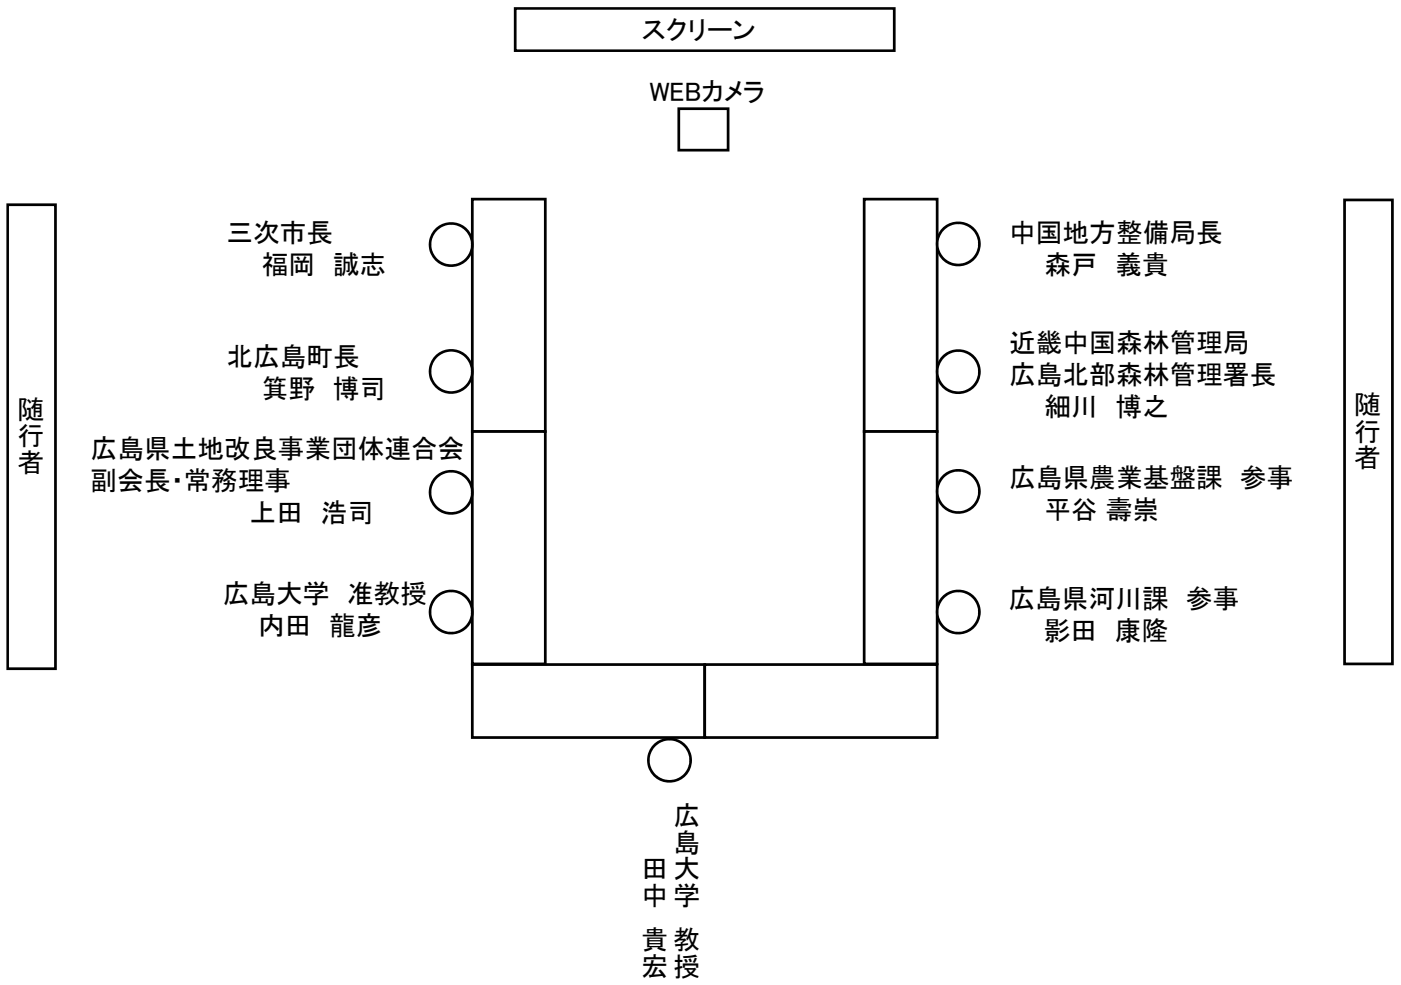 スクリーン
WEBカメラ
随行者
三次市長
福岡　誠志
北広島町長
箕野　博司
広島県土地改良事業団体連合会
副会長・常務理事
上田　浩司
広島大学　准教授
内田　龍彦
中国地方整備局長
森戸　義貴
近畿中国森林管理局
広島北部森林管理署長
細川　博之
広島県農業基盤課　参事
平谷 壽崇
広島県河川課　参事
影田　康隆
随行者
広島大学　教授
田中　貴宏